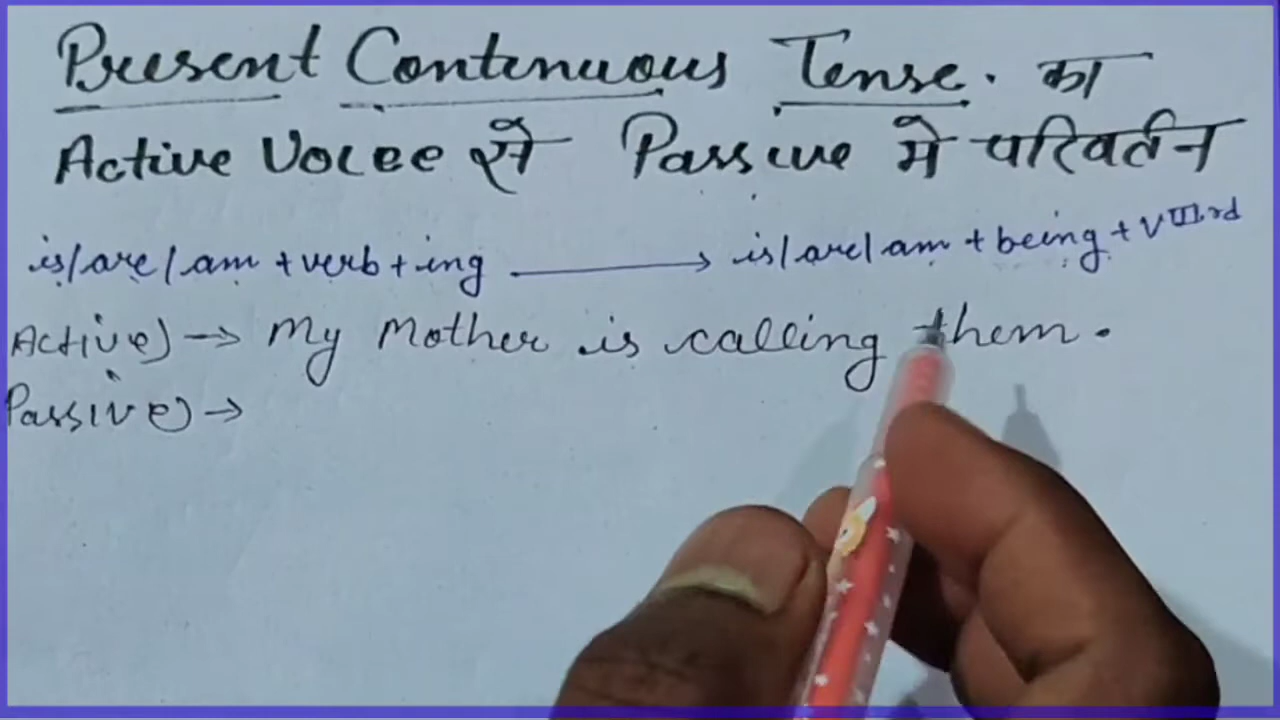 Present Continuous Tense. का
Active Voice से Passive मे परिवर्तन
is/are/am + verb + ing ⟶ is/are/am + being + V IIIrd
Active) → My Mother is calling them.
Passive) →